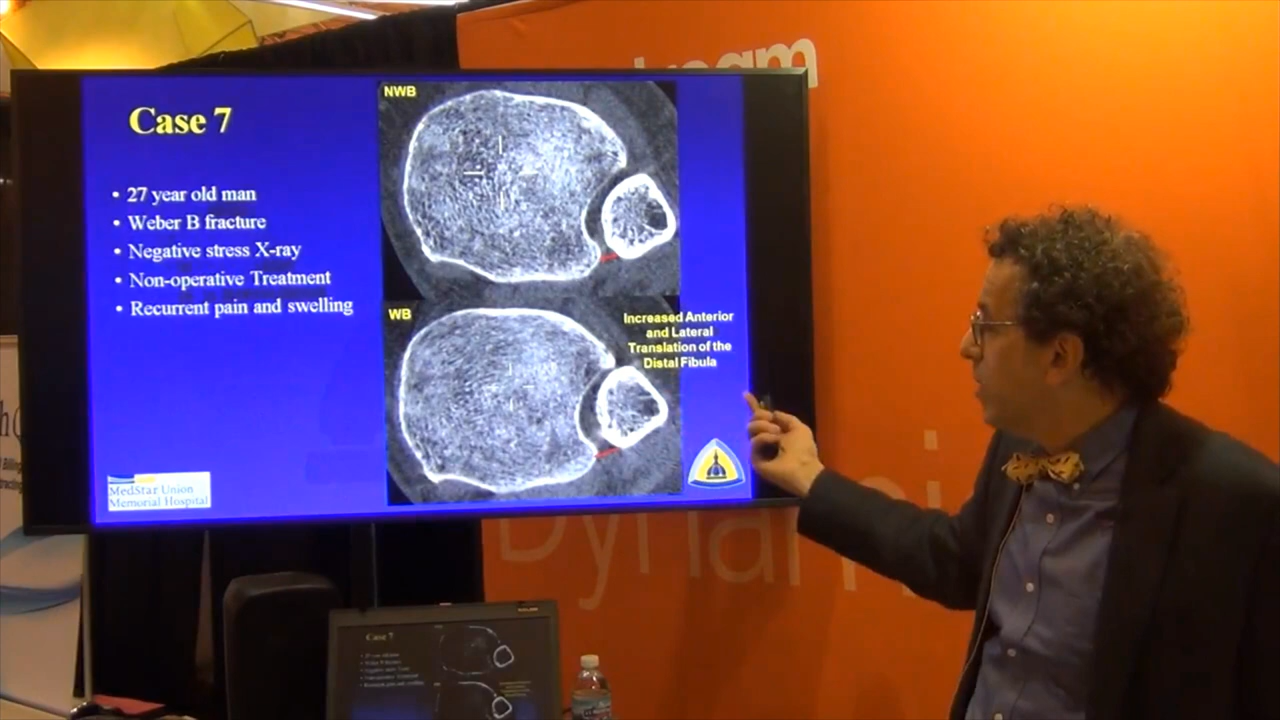 Case 7
• 27 year old man
• Weber B fracture
• Negative stress X-ray
• Non-operative Treatment
• Recurrent pain and swelling
NWB
WB
Increased Anterior
and Lateral
Translation of the
Distal Fibula
MedStar Union
Memorial Hospital
Case 7